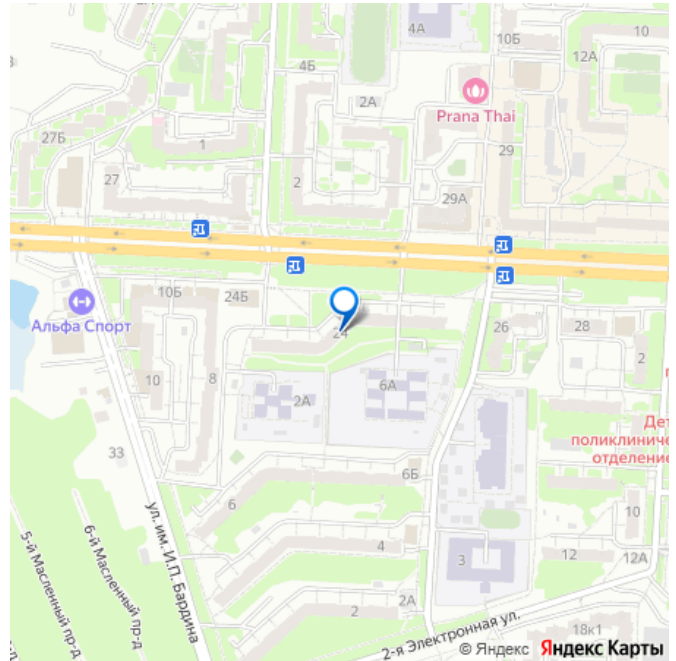 3
4А
10Б
10
12А
4Б
2А
Prana Thai
27Б
1
29
27
2
29А
10Б
24Б
Альфа Спорт
24
26
28
2
10
8
2А
6А
Дет
поликлиниче
отделение
33
6Б
6
10
ул. им. И.П. Бардина
5-й Масленный пр-д
6-й Масленный пр-д
4
3
12
12А
2
2А
2-я Электронная ул.
18к1
© Яндекс Яндекс Карты